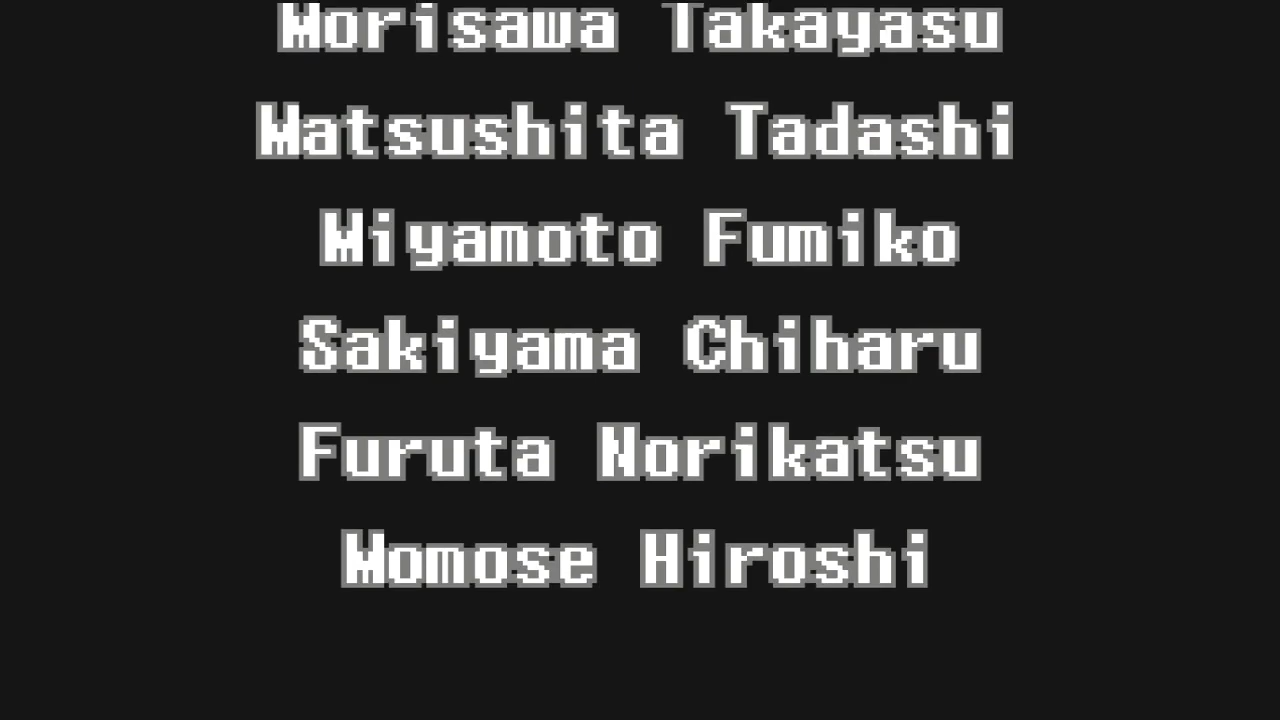 Morisawa Takayasu
Matsushita Tadashi
Miyamoto Fumiko
Sakiyama Chiharu
Furuta Norikatsu
Momose Hiroshi